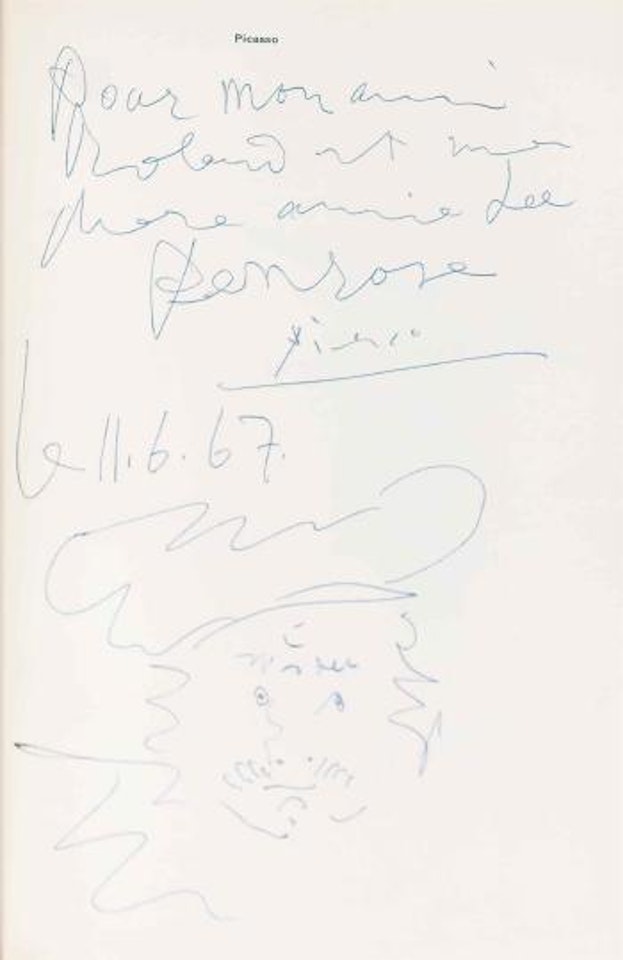 Picasso
Pour mon ami
Roland et ma
chere amie Lee
Penrose
Picasso
le 11.6.67.